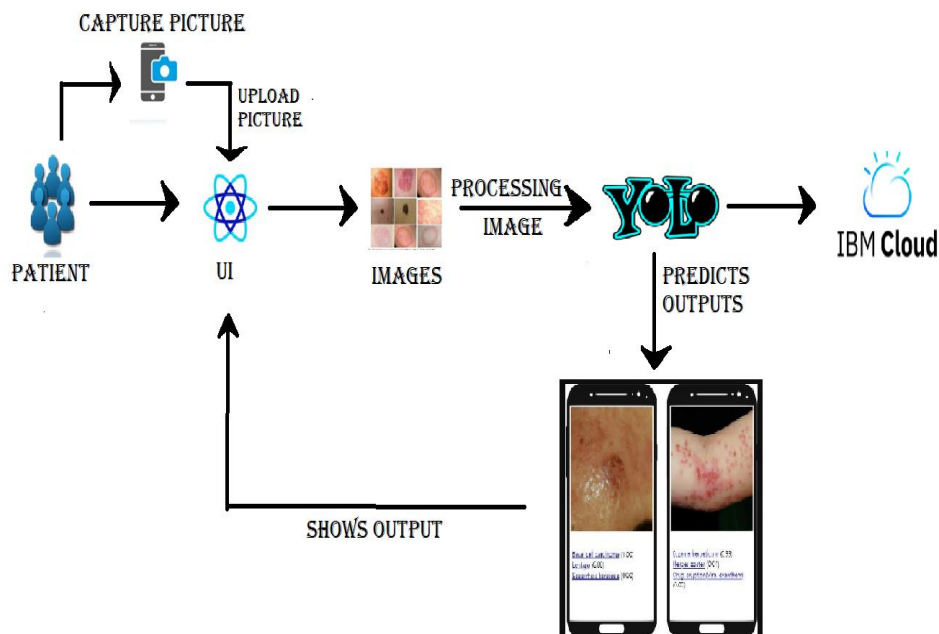 CAPTURE PICTURE
UPLOAD
PICTURE
PROCESSING
IMAGE
YOLO
IBM Cloud
PATIENT
UI
IMAGES
PREDICTS
OUTPUTS
SHOWS OUTPUT